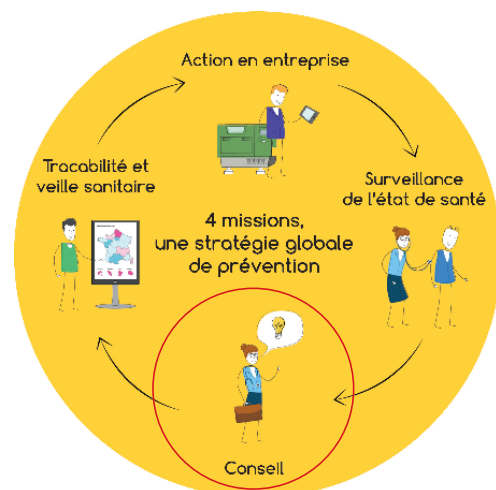 Action en entreprise
Tracabilité et
veille sanitaire
Surveillance
de l'état de santé
4 missions,
une stratégie globale
de prévention
Conseil